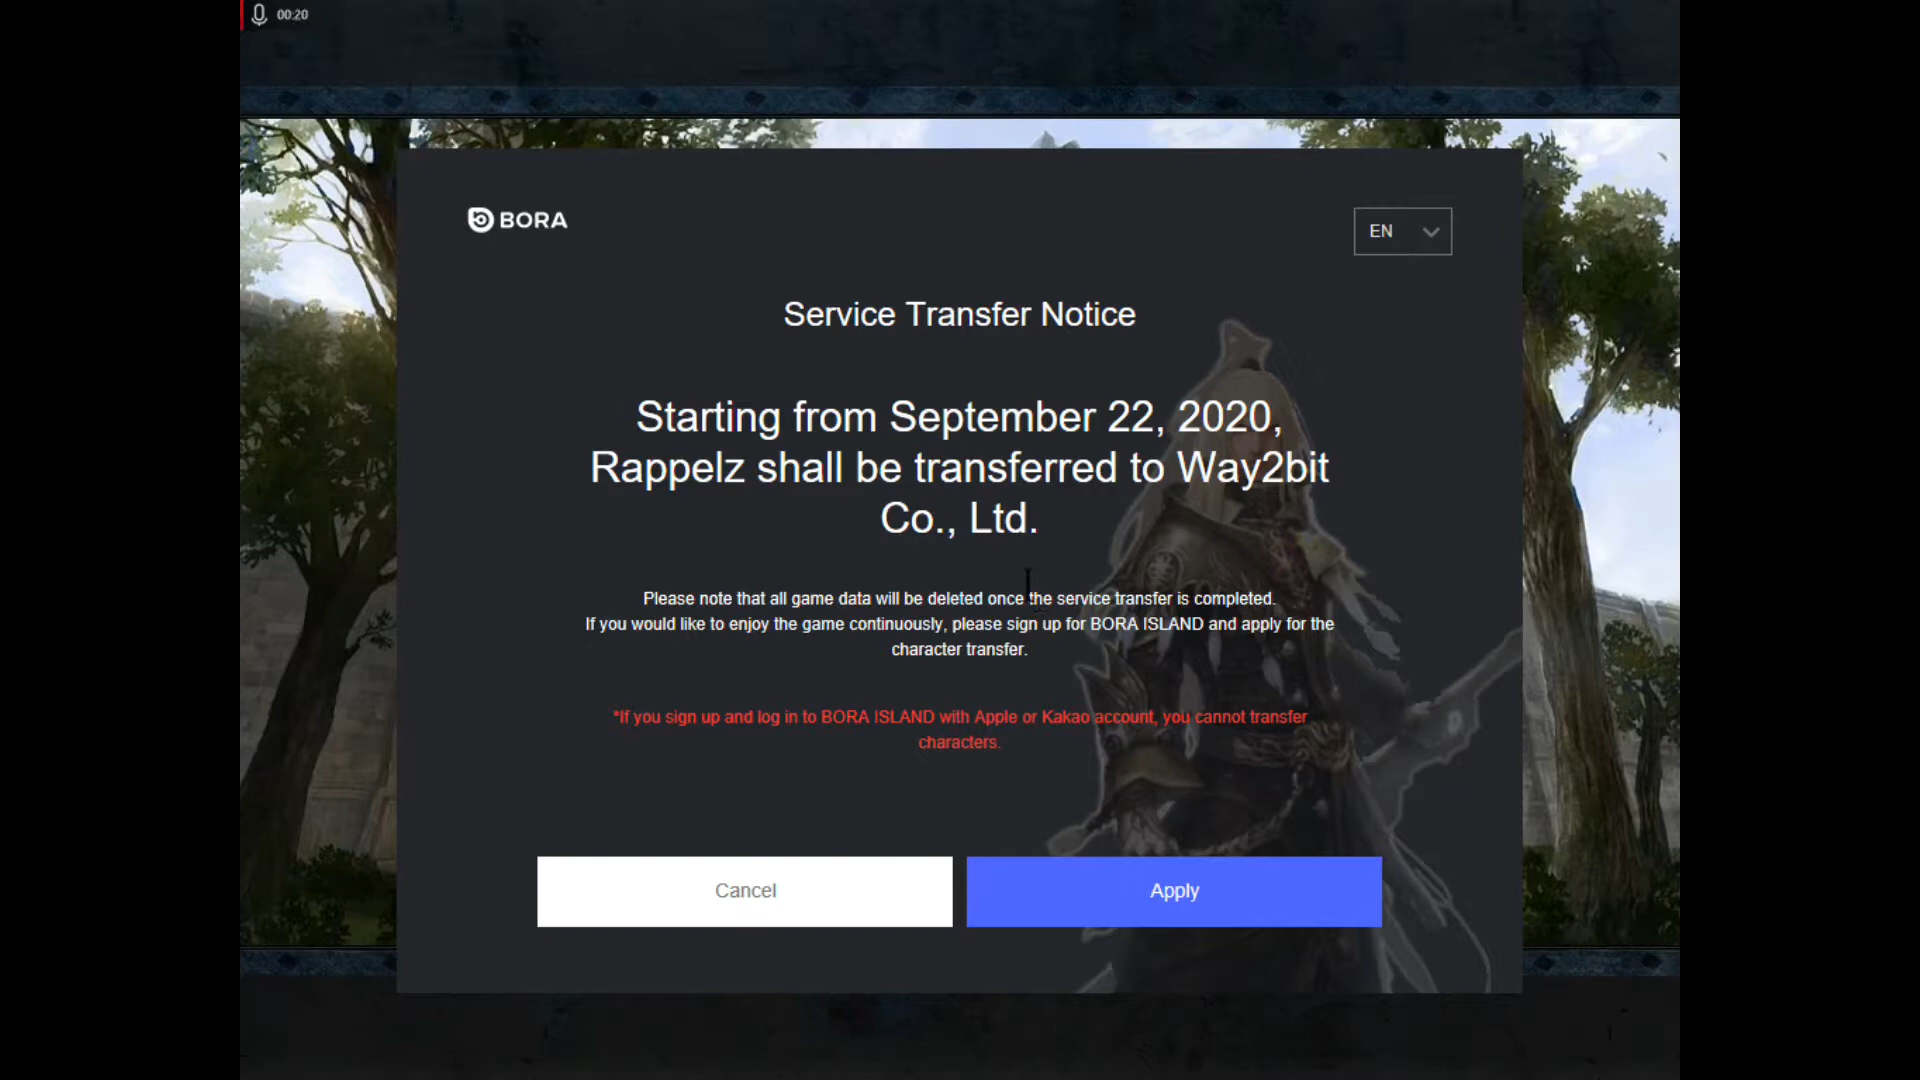 00:20
BORA
EN
Service Transfer Notice
Starting from September 22, 2020,
Rappelz shall be transferred to Way2bit
Co., Ltd.
Please note that all game data will be deleted once the service transfer is completed.
If you would like to enjoy the game continuously, please sign up for BORA ISLAND and apply for the
character transfer.
*If you sign up and log in to BORA ISLAND with Apple or Kakao account, you cannot transfer
characters.
Cancel
Apply